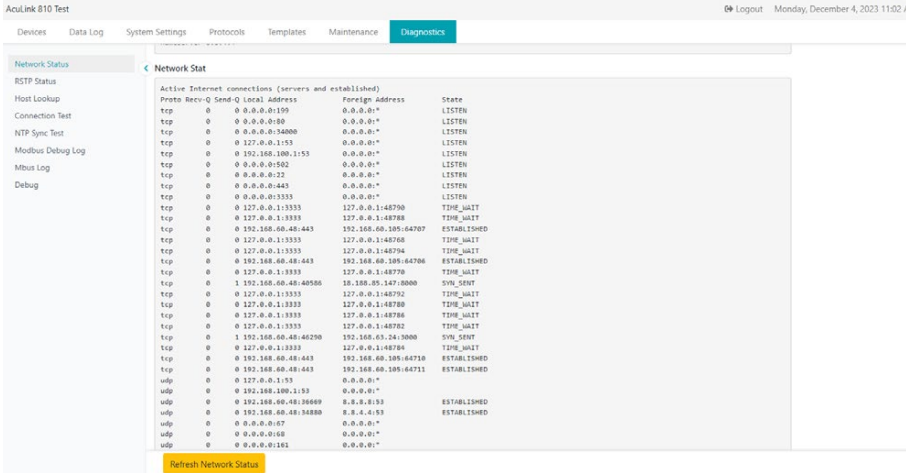 AcuLink 810 Test
Logout Monday, December 4, 2023 11:02
Devices Data Log System Settings Protocols Templates Maintenance Diagnostics
Network Status
RSTP Status
Host Lookup
Connection Test
NTP Sync Test
Modbus Debug Log
Mbus Log
Debug
Network Stat
Active Internet connections (servers and established)
Proto Recv-Q Send-Q Local Address Foreign Address State
tcp 0 0 0.0.0.0:199 0.0.0.0:* LISTEN
tcp 0 0 0.0.0.0:80 0.0.0.0:* LISTEN
tcp 0 0 0.0.0.0:34000 0.0.0.0:* LISTEN
tcp 0 0 127.0.0.1:53 0.0.0.0:* LISTEN
tcp 0 0 192.168.100.1:53 0.0.0.0:* LISTEN
tcp 0 0 0.0.0.0:502 0.0.0.0:* LISTEN
tcp 0 0 0.0.0.0:22 0.0.0.0:* LISTEN
tcp 0 0 0.0.0.0:443 0.0.0.0:* LISTEN
tcp 0 0 0.0.0.0:3333 0.0.0.0:* LISTEN
tcp 0 0 127.0.0.1:3333 127.0.0.1:48790 TIME_WAIT
tcp 0 0 127.0.0.1:3333 127.0.0.1:48788 TIME_WAIT
tcp 0 0 192.168.60.48:443 192.168.60.105:64707 ESTABLISHED
tcp 0 0 127.0.0.1:3333 127.0.0.1:48768 TIME_WAIT
tcp 0 0 127.0.0.1:3333 127.0.0.1:48794 TIME_WAIT
tcp 0 0 192.168.60.48:443 192.168.60.105:64706 ESTABLISHED
tcp 0 0 127.0.0.1:3333 127.0.0.1:48770 TIME_WAIT
tcp 0 1 192.168.60.48:40586 18.188.85.147:8000 SYN_SENT
tcp 0 0 127.0.0.1:3333 127.0.0.1:48792 TIME_WAIT
tcp 0 0 127.0.0.1:3333 127.0.0.1:48780 TIME_WAIT
tcp 0 0 127.0.0.1:3333 127.0.0.1:48786 TIME_WAIT
tcp 0 0 127.0.0.1:3333 127.0.0.1:48782 TIME_WAIT
tcp 0 1 192.168.60.48:46290 192.168.63.24:3000 SYN_SENT
tcp 0 0 127.0.0.1:3333 127.0.0.1:48784 TIME_WAIT
tcp 0 0 192.168.60.48:443 192.168.60.105:64710 ESTABLISHED
tcp 0 0 192.168.60.48:443 192.168.60.105:64711 ESTABLISHED
udp 0 0 127.0.0.1:53 0.0.0.0:*
udp 0 0 192.168.100.1:53 0.0.0.0:*
udp 0 0 192.168.60.48:36669 8.8.8.8:53 ESTABLISHED
udp 0 0 192.168.60.48:34880 8.8.4.4:53 ESTABLISHED
udp 0 0 0.0.0.0:67 0.0.0.0:*
udp 0 0 0.0.0.0:68 0.0.0.0:*
udp 0 0 0.0.0.0:161 0.0.0.0:*
Refresh Network Status